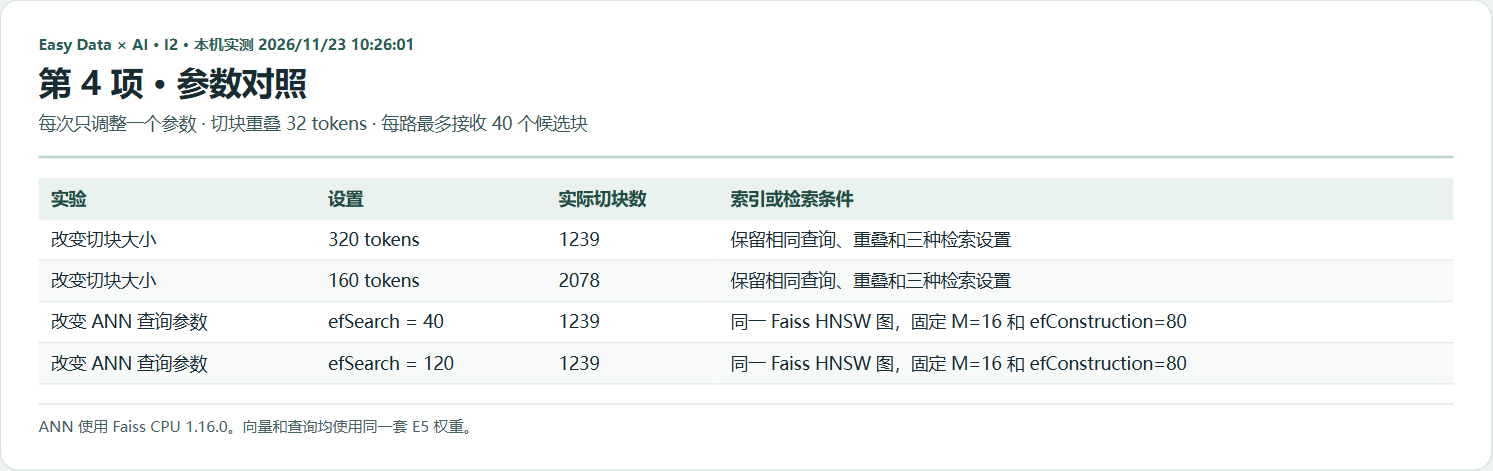 Easy Data × AI • I2 • 本机实测 2026/11/23 10:26:01
第 4 项 • 参数对照
每次只调整一个参数 · 切块重叠 32 tokens · 每路最多接收 40 个候选块
实验 设置 实际切块数 索引或检索条件
改变切块大小 320 tokens 1239 保留相同查询、重叠和三种检索设置
改变切块大小 160 tokens 2078 保留相同查询、重叠和三种检索设置
改变 ANN 查询参数 efSearch = 40 1239 同一 Faiss HNSW 图，固定 M=16 和 efConstruction=80
改变 ANN 查询参数 efSearch = 120 1239 同一 Faiss HNSW 图，固定 M=16 和 efConstruction=80
ANN 使用 Faiss CPU 1.16.0。向量和查询均使用同一套 E5 权重。